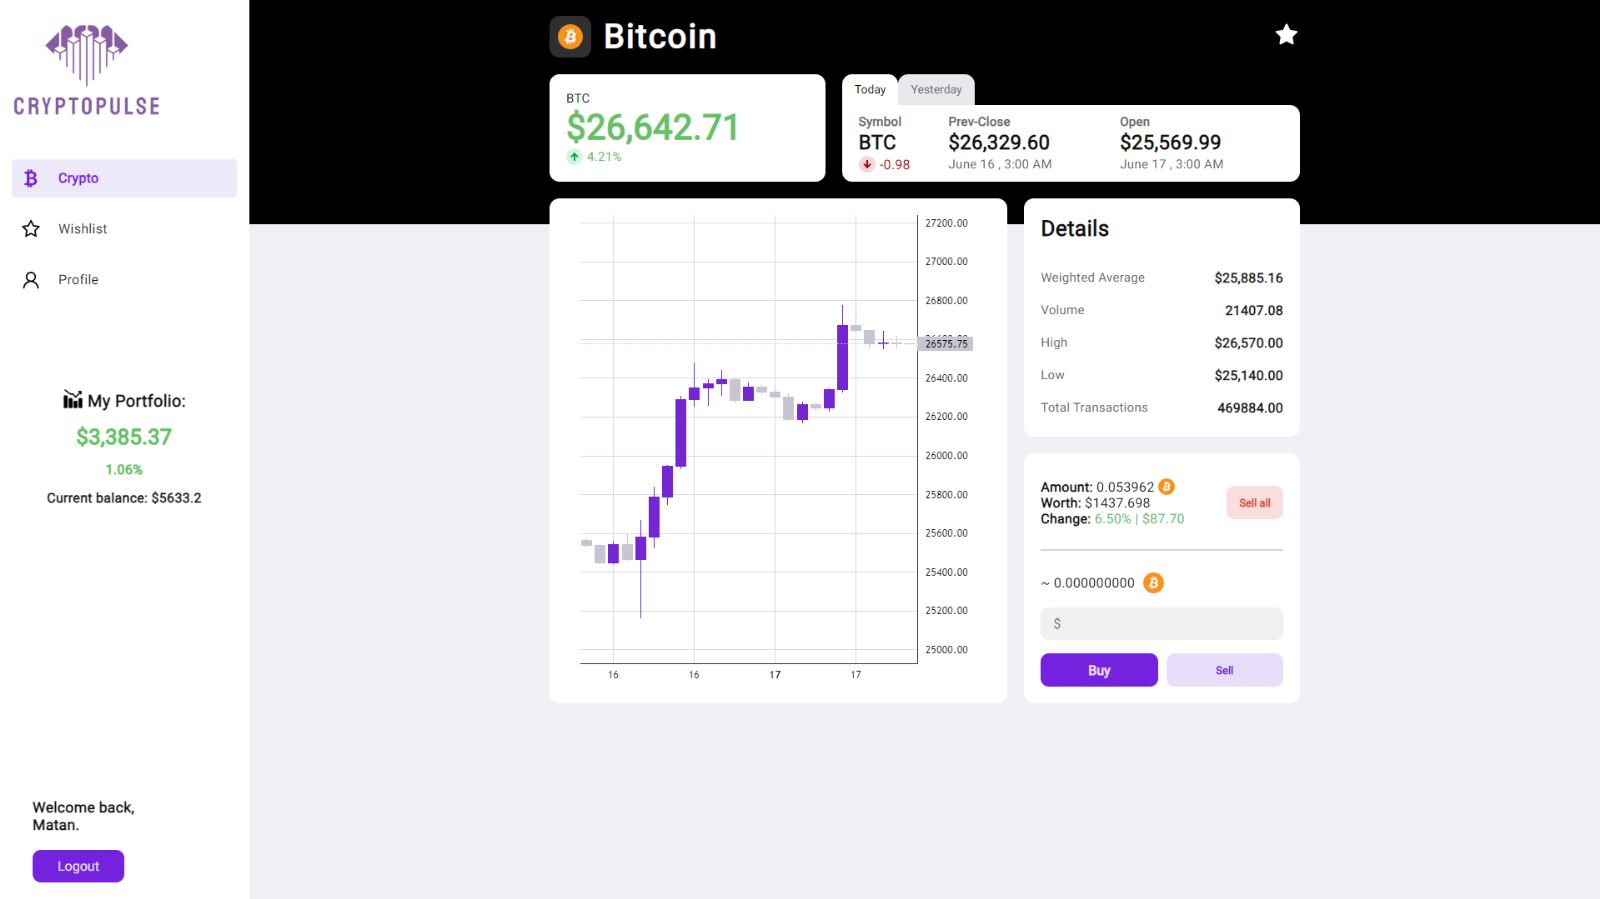 CRYPTOPULSE
Crypto
Wishlist
Profile
My Portfolio:
$3,385.37
1.06%
Current balance: $5633.2
Welcome back,
Matan.
Logout
Bitcoin
BTC
$26,642.71
4.21%
Today Yesterday
Symbol Prev-Close Open
BTC $26,329.60 $25,569.99
-0.98 June 16 , 3:00 AM June 17 , 3:00 AM
27200.00
27000.00
26800.00
26575.75
26400.00
26200.00
26000.00
25800.00
25600.00
25400.00
25200.00
25000.00
16 16 17 17
Details
Weighted Average $25,885.16
Volume 21407.08
High $26,570.00
Low $25,140.00
Total Transactions 469884.00
Amount: 0.053962
Worth: $1437.698
Change: 6.50% | $87.70
Sell all
~ 0.000000000
$
Buy Sell